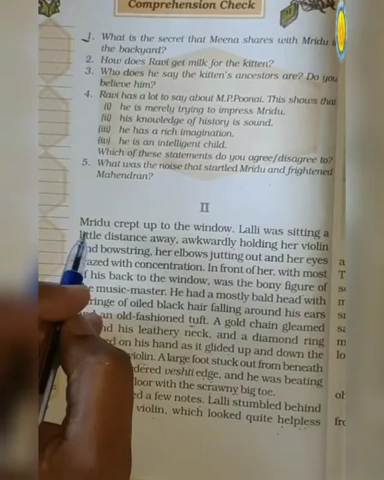 Comprehension Check
1. What is the secret that Meena shares with Mridu
the backyard?
2. How does Ravi get milk for the kitten?
3. Who does he say the kitten's ancestors are? Do you
believe him?
4. Ravi has a lot to say about M.P.Poonai. This shows that
(i) he is merely trying to impress Mridu.
(ii) his knowledge of history is sound.
(iii) he has a rich imagination.
(iv) he is an intelligent child.
Which of these statements do you agree/disagree to?
5. What was the noise that startled Mridu and frightened
Mahendran?
II
Mridu crept up to the window. Lalli was sitting a
little distance away, awkwardly holding her violin
nd bowstring, her elbows jutting out and her eyes
azed with concentration. In front of her, with most
f his back to the window, was the bony figure of
e music-master. He had a mostly bald head with
ringe of oiled black hair falling around his ears
an old-fashioned tuft. A gold chain gleamed
nd his leathery neck, and a diamond ring
ed on his hand as it glided up and down the
violin. A large foot stuck out from beneath
dered veshti edge, and he was beating
loor with the scrawny big toe.
ed a few notes. Lalli stumbled behind
violin, which looked quite helpless